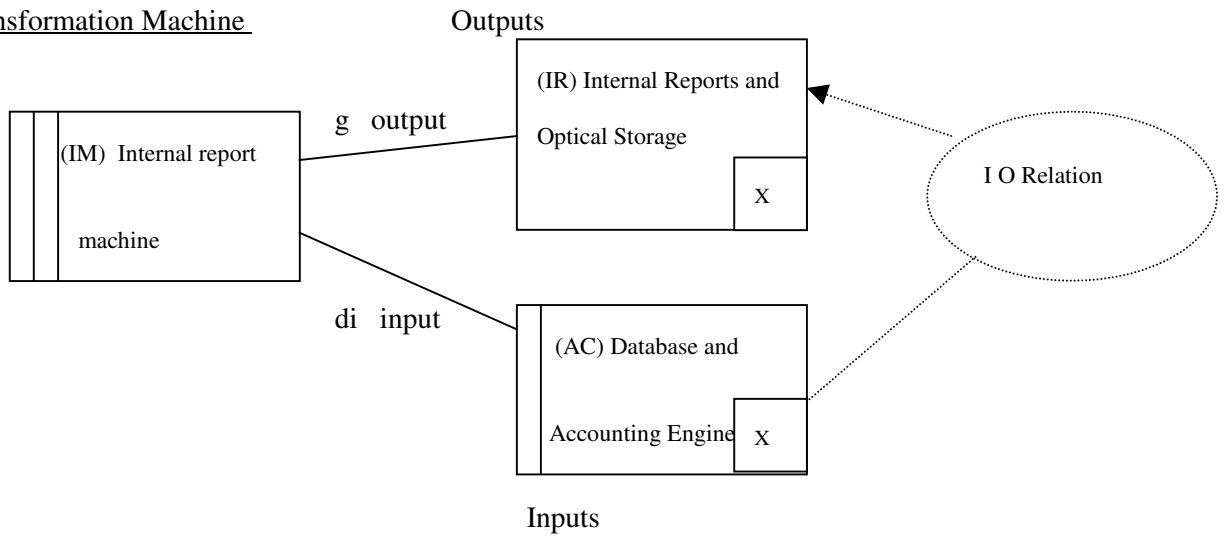 nsformation Machine
Outputs
(IR) Internal Reports and
Optical Storage
X
g output
(IM) Internal report
machine
I O Relation
di input
(AC) Database and
Accounting Engine
X
Inputs